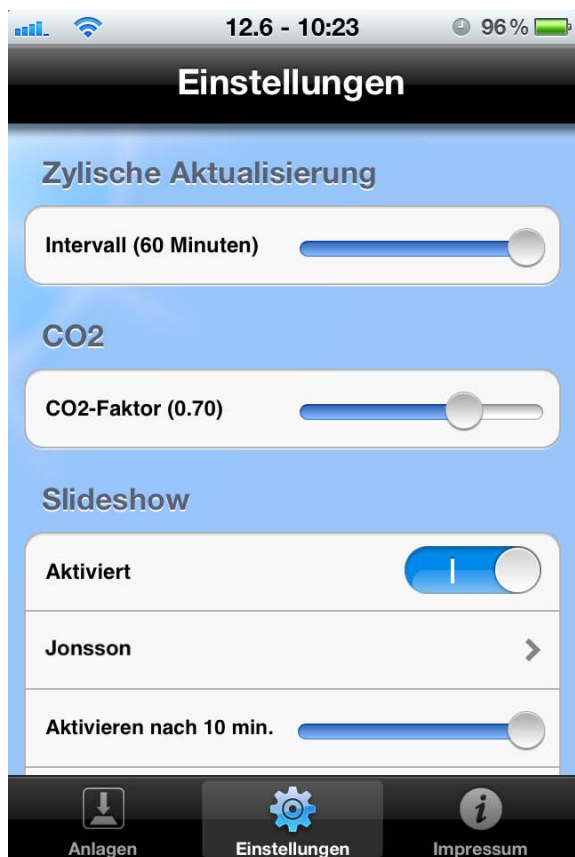 12.6 - 10:23 96%
Einstellungen
Zylische Aktualisierung
Intervall (60 Minuten)
CO2
CO2-Faktor (0.70)
Slideshow
Aktiviert
Jonsson
Aktivieren nach 10 min.
Anlagen Einstellungen Impressum